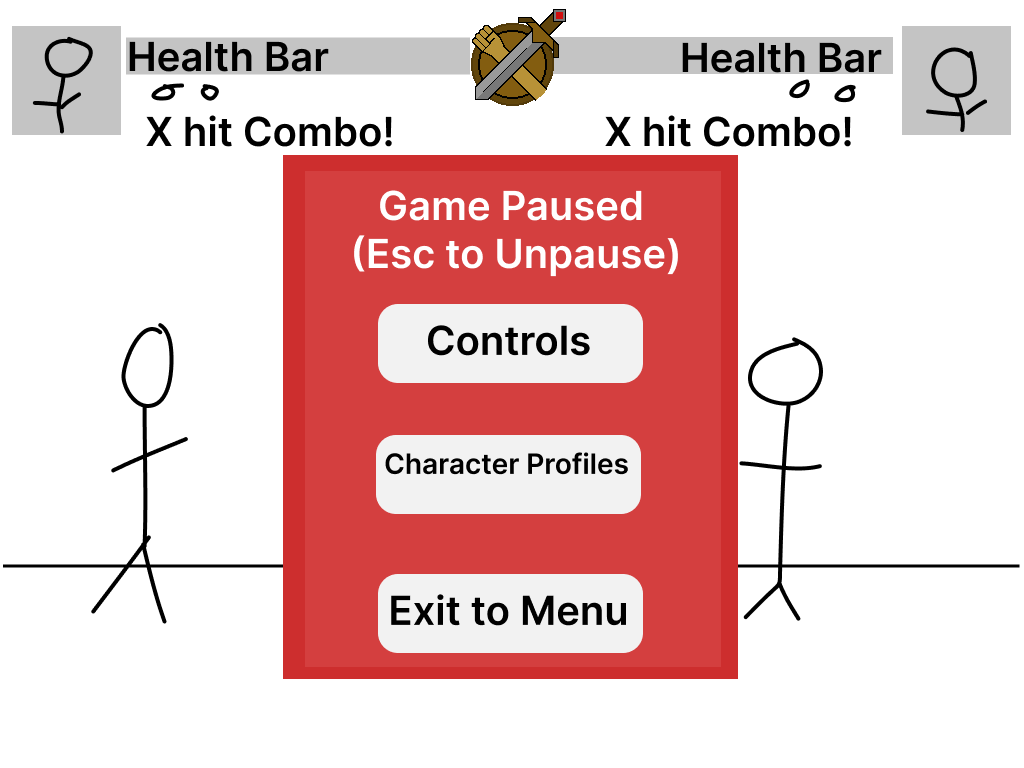 Health Bar
Health Bar
X hit Combo!
X hit Combo!
Game Paused
(Esc to Unpause)
Controls
Character Profiles
Exit to Menu